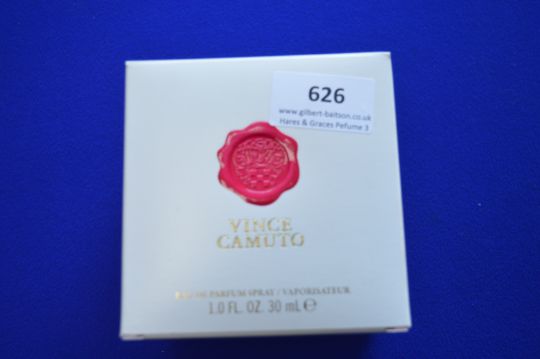 626
www.gilbert-baitson.co.uk
Hares & Graces Pefume 3
VINCE
CAMUTO
EAU DE PARFUM SPRAY / VAPORISATEUR
1.0 FL. OZ. 30 mL ℮